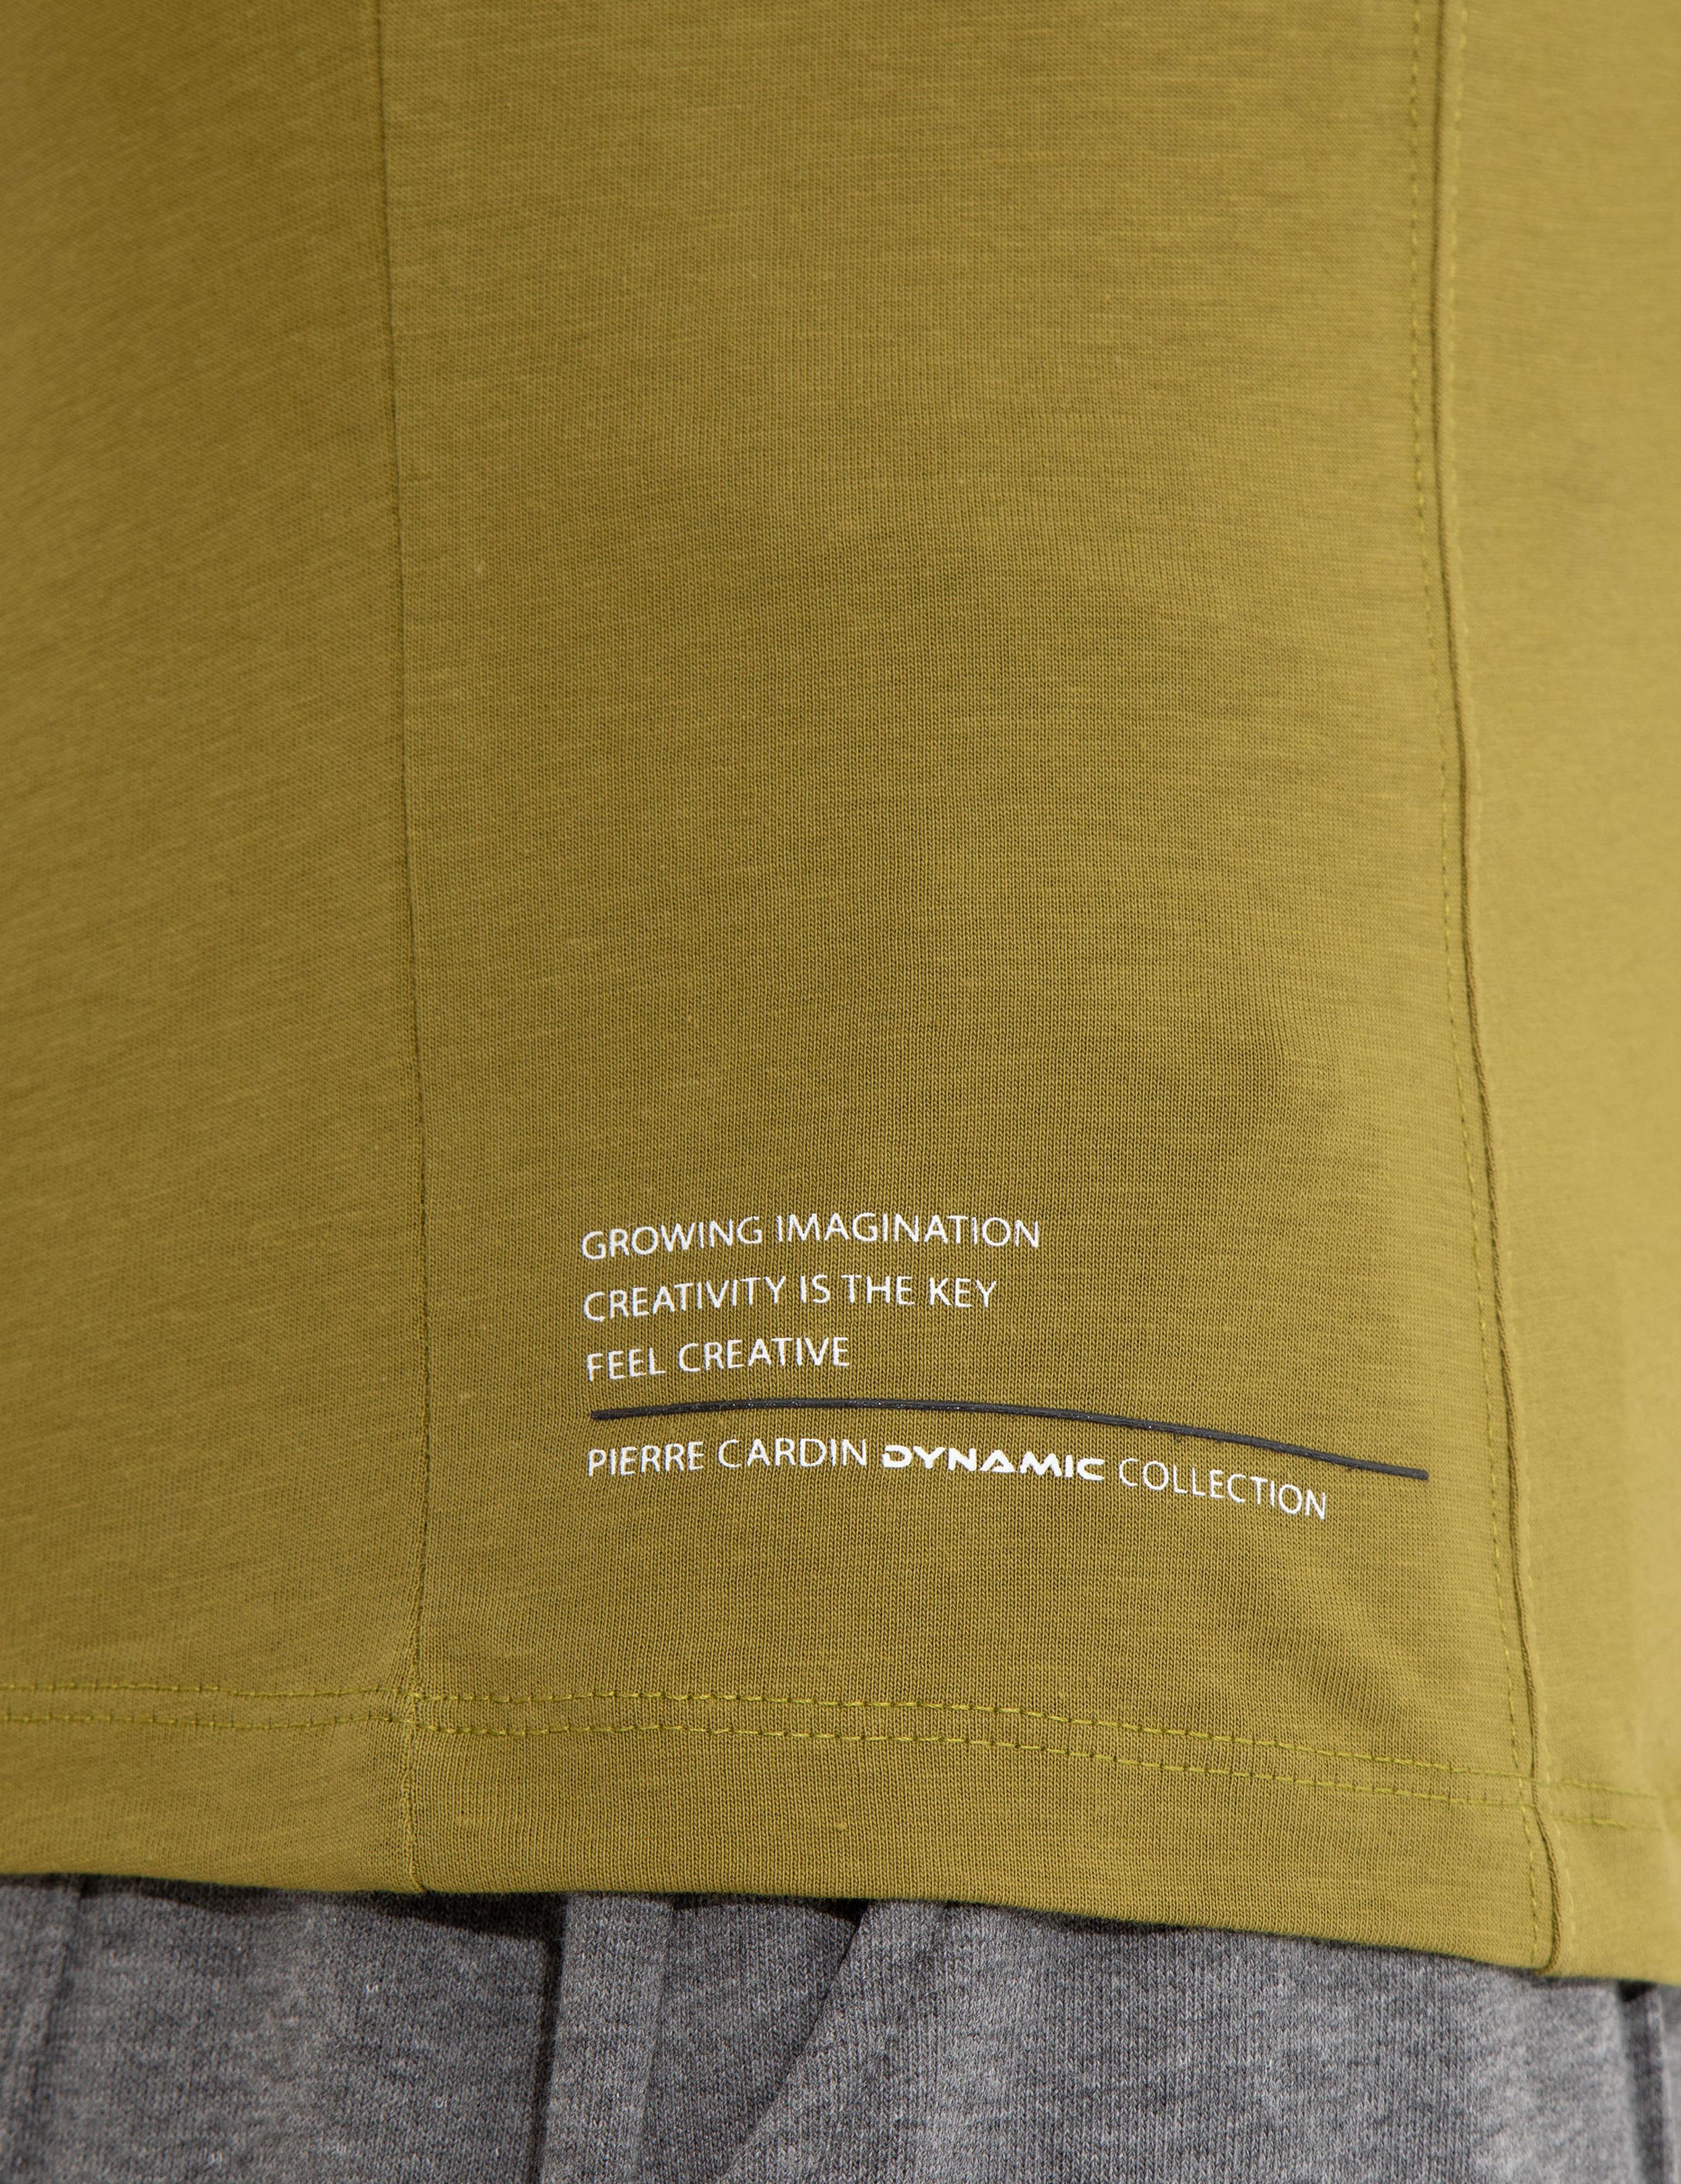 GROWING IMAGINATION
CREATIVITY IS THE KEY
FEEL CREATIVE
PIERRE CARDIN DYNAMIC COLLECTION